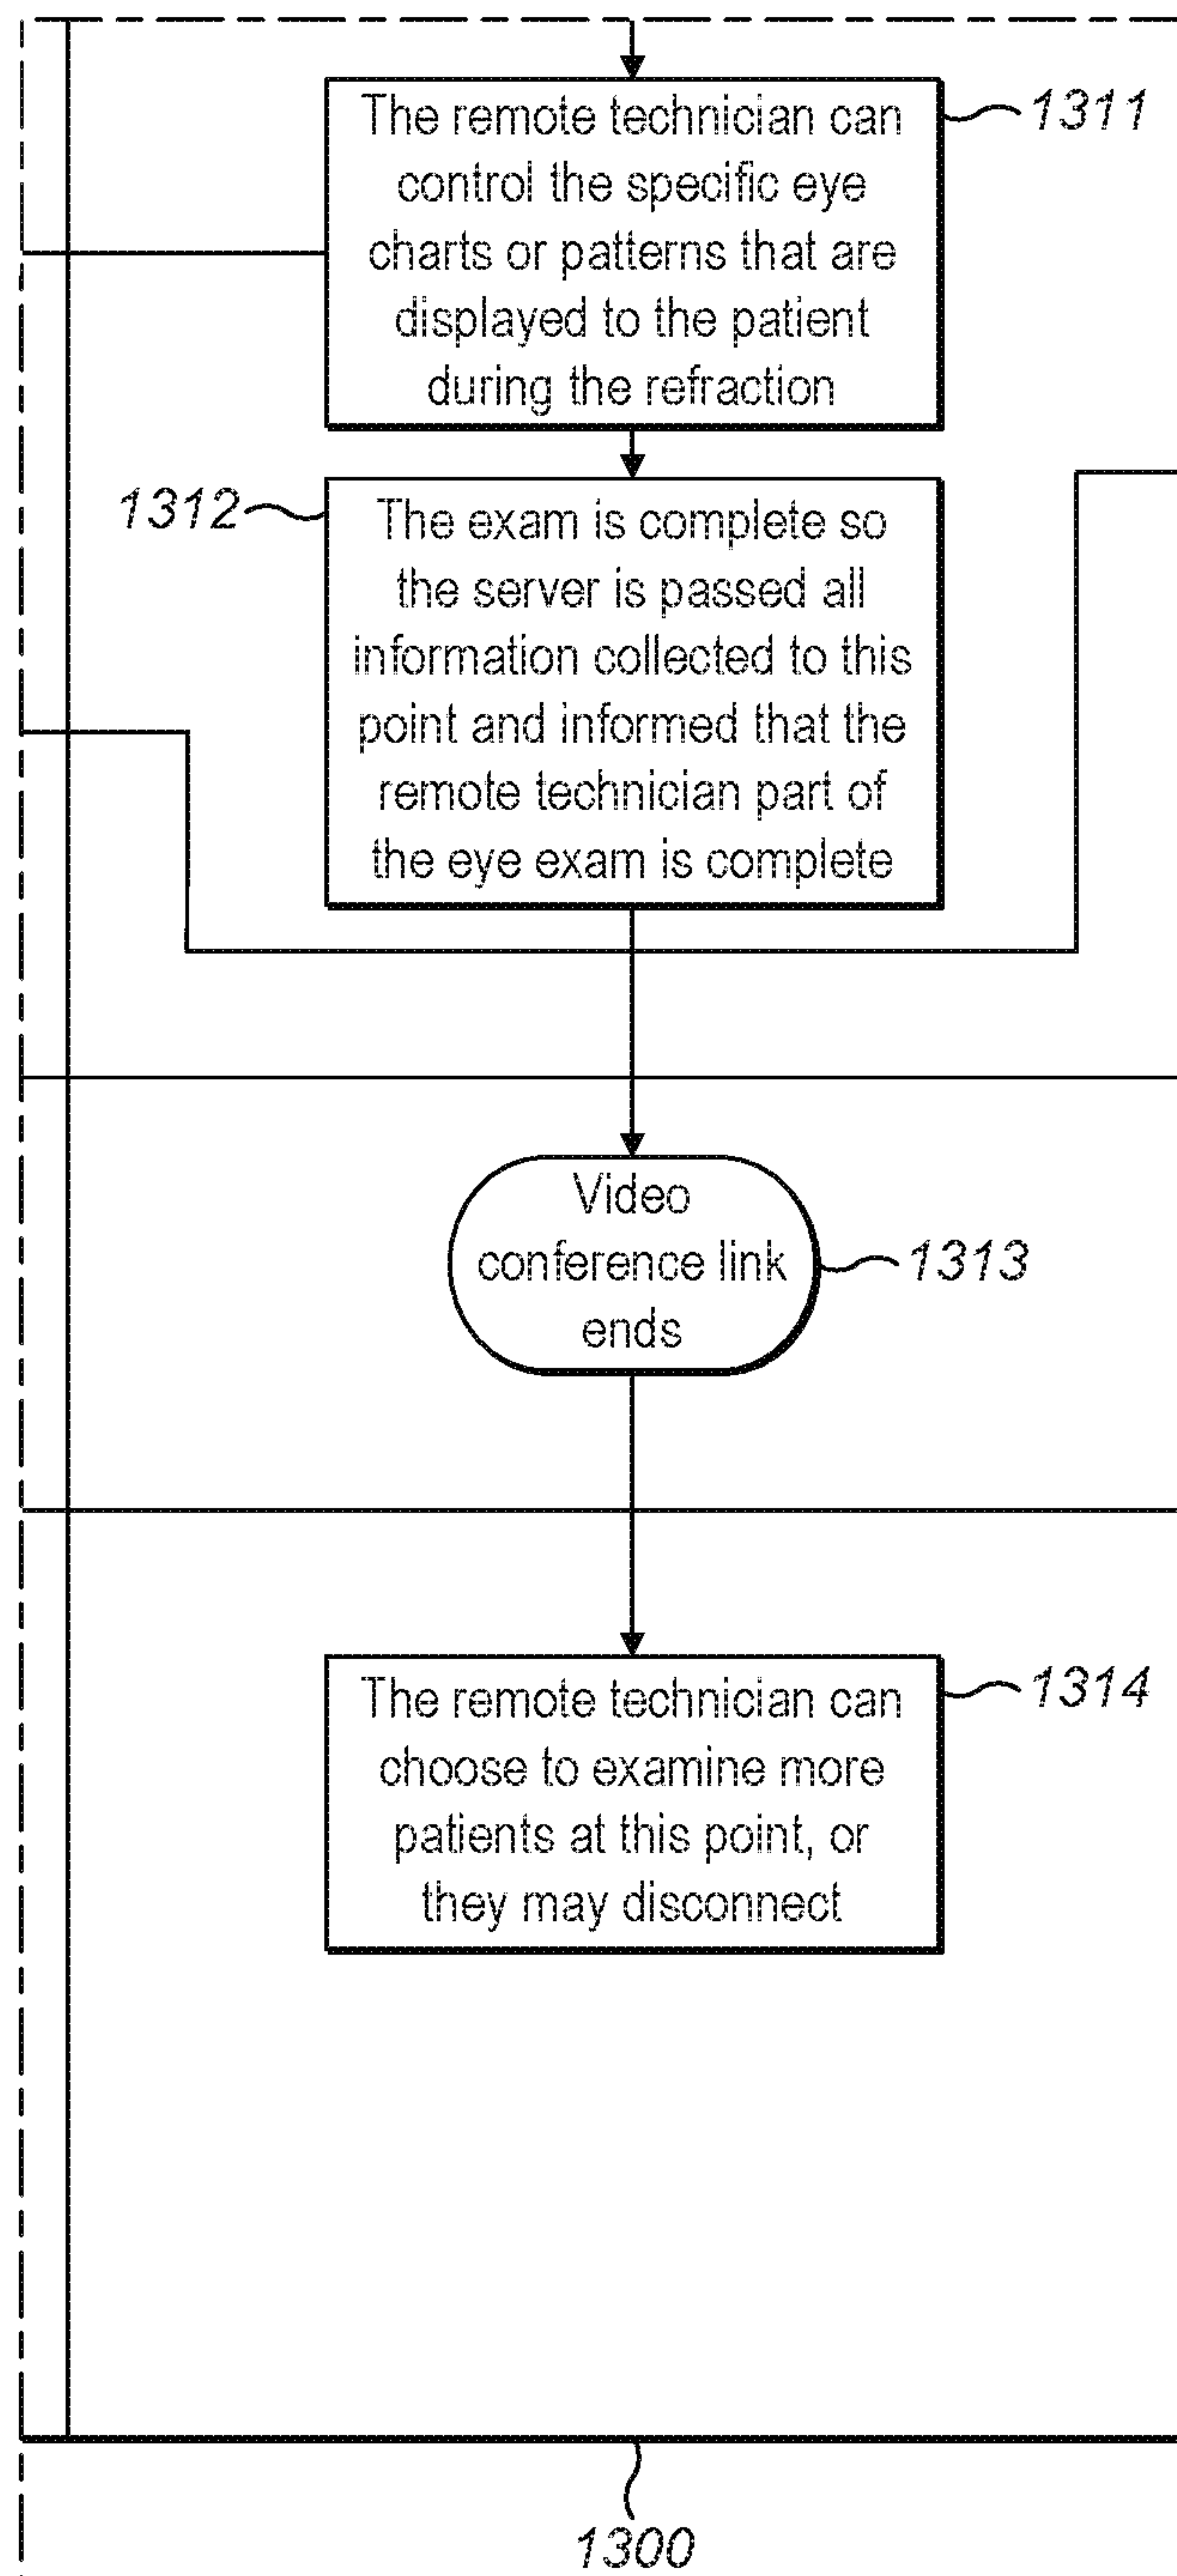 The remote technician can
control the specific eye
charts or patterns that are
displayed to the patient
during the refraction
1311
1312
The exam is complete so
the server is passed all
information collected to this
point and informed that the
remote technician part of
the eye exam is complete
Video
conference link
ends
1313
The remote technician can
choose to examine more
patients at this point, or
they may disconnect
1314
1300